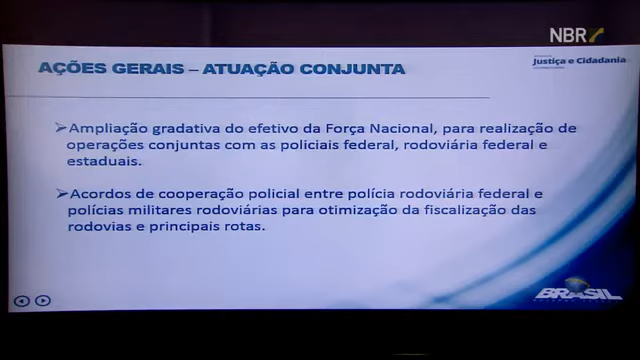 NBR
Justiça e Cidadania
AÇÕES GERAIS – ATUAÇÃO CONJUNTA
Ampliação gradativa do efetivo da Força Nacional, para realização de
operações conjuntas com as policiais federal, rodoviária federal e
estaduais.
Acordos de cooperação policial entre polícia rodoviária federal e
polícias militares rodoviárias para otimização da fiscalização das
rodovias e principais rotas.
BRASIL